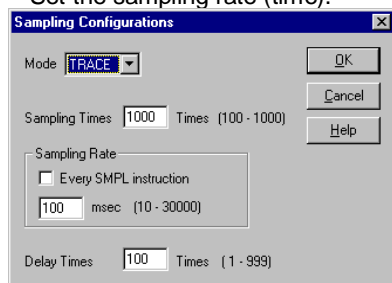 Set the sampling rate (time).
Sampling Configurations
Mode TRACE
OK
Cancel
Sampling Times 1000 Times (100 - 1000)
Help
Sampling Rate
Every SMPL instruction
100 msec (10 - 30000)
Delay Times 100 Times ( 1 - 999)